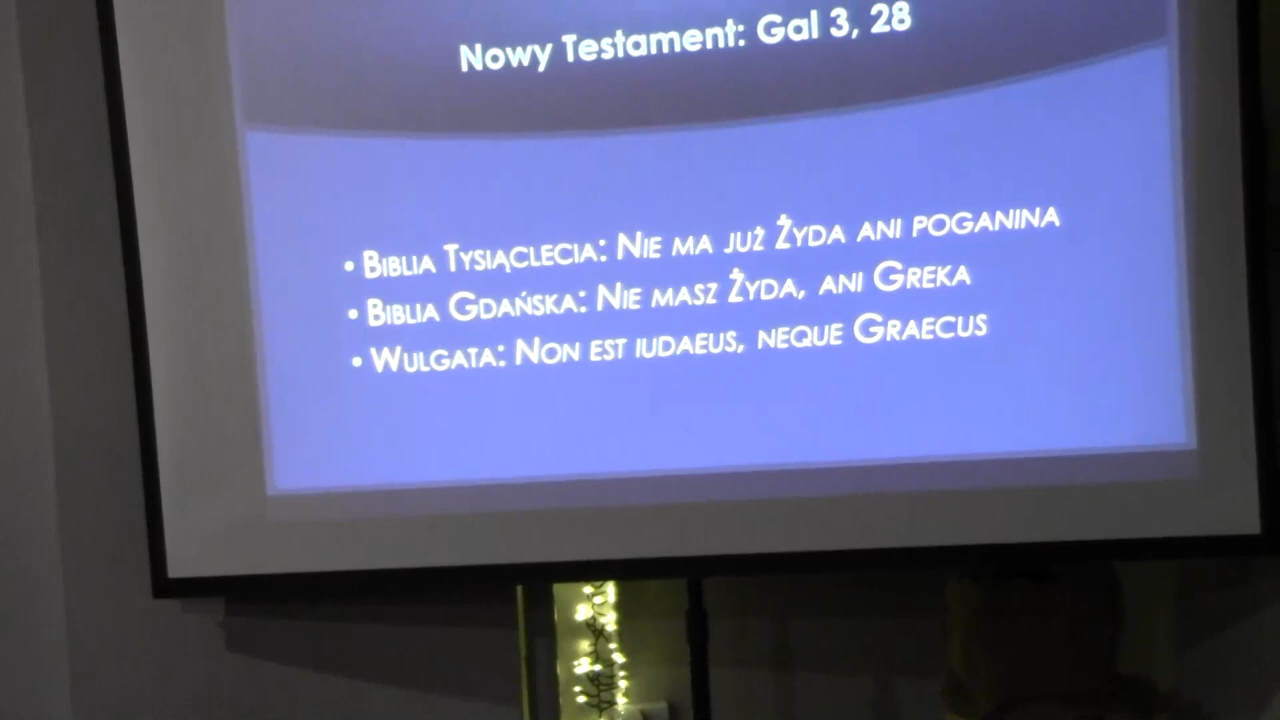 Nowy Testament: Gal 3, 28
• Biblia Tysiąclecia: Nie ma już Żyda ani poganina
• Biblia Gdańska: Nie masz Żyda, ani Greka
• Wulgata: Non est iudaeus, neque Graecus